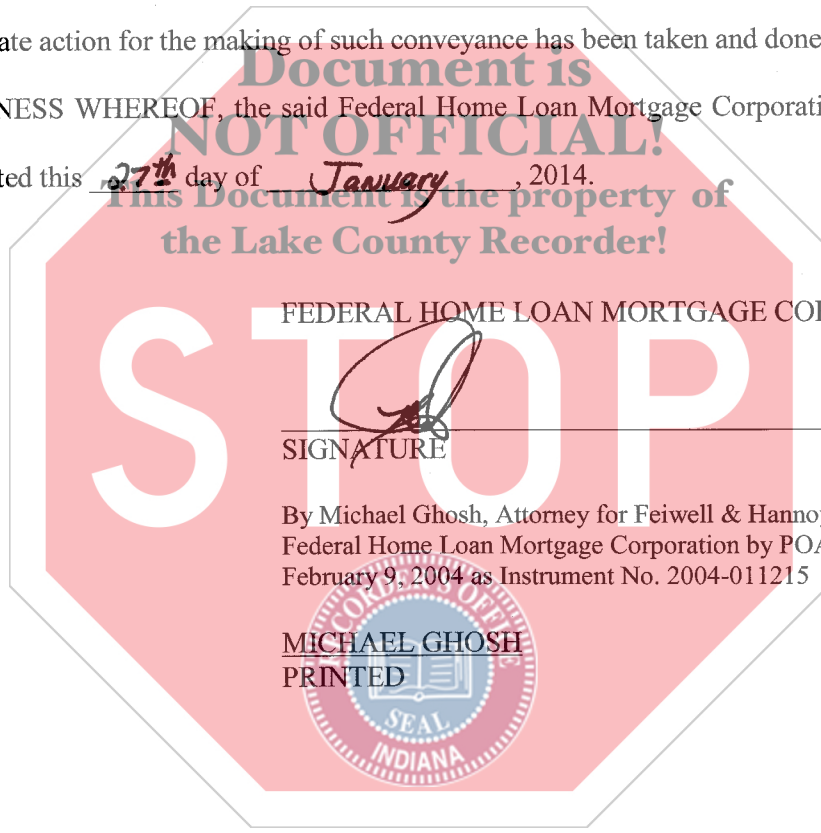 ate action for the making of such conveyance has been taken and done
Document is
NESS WHEREOF, the said Federal Home Loan Mortgage Corporati
NOT OFFICIAL!
ted this 27th day of January, 2014.
This Document is the property of
the Lake County Recorder!
FEDERAL HOME LOAN MORTGAGE CO
STOP
SIGNATURE
By Michael Ghosh, Attorney for Feiwell & Hanno
Federal Home Loan Mortgage Corporation by POA
February 9, 2004 as Instrument No. 2004-011215
RECORDER'S OFFICE
MICHAEL GHOSH
PRINTED
SEAL
INDIANA